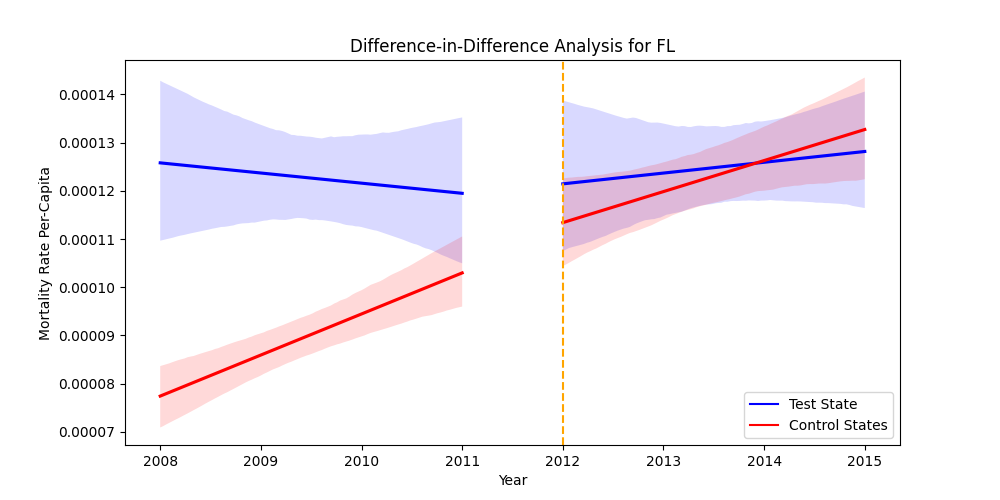 Difference-in-Difference Analysis for FL
Mortality Rate Per-Capita
0.00014
0.00013
0.00012
0.00011
0.00010
0.00009
0.00008
0.00007
Test State
Control States
2008 2009 2010 2011 2012 2013 2014 2015
Year